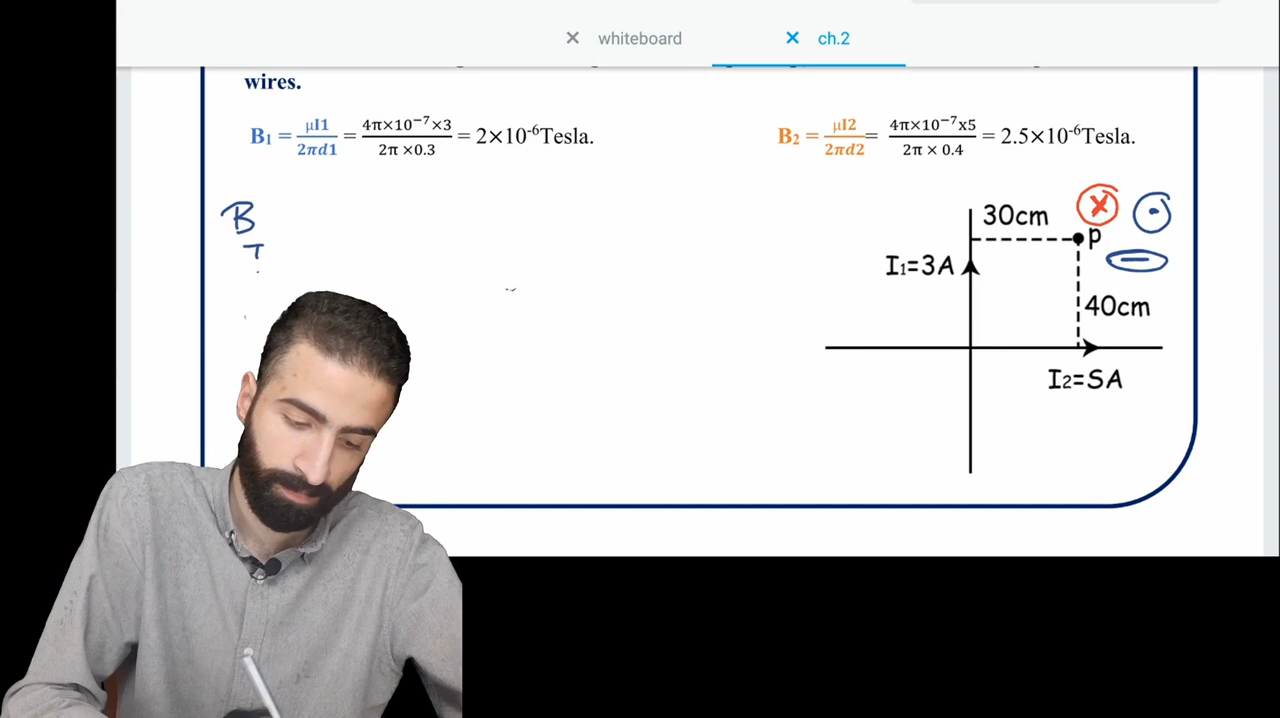 × whiteboard × ch.2
wires.
B1 = μI1/2πd1 = 4π×10⁻⁷×3/2π ×0.3 = 2×10⁻⁶Tesla.
B2 = μI2/2πd2 = 4π×10⁻⁷x5/2π × 0.4 = 2.5×10⁻⁶Tesla.
B
T
30cm
p
I1=3A
40cm
I2=SA